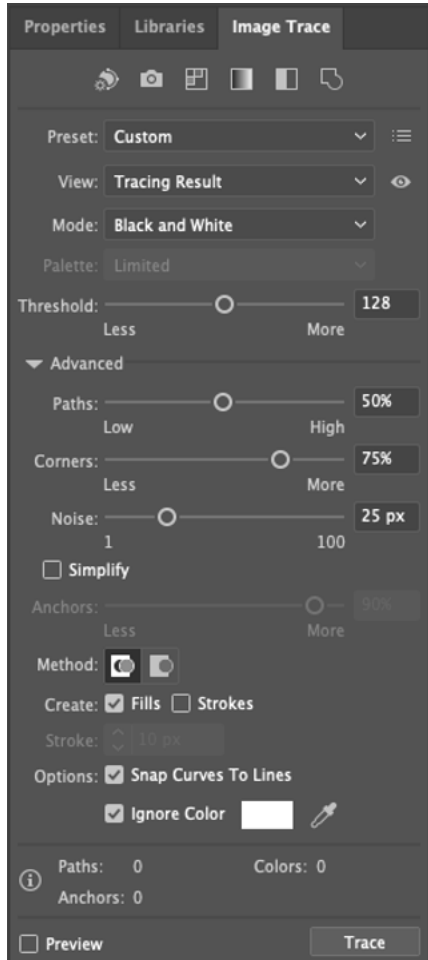 Properties Libraries Image Trace
Preset: Custom
View: Tracing Result
Mode: Black and White
Palette: Limited
Threshold: 128
Less More
Advanced
Paths: 50%
Low High
Corners: 75%
Less More
Noise: 25 px
1 100
Simplify
Anchors: 90%
Less More
Method:
Create: Fills Strokes
Stroke: 10 px
Options: Snap Curves To Lines
Ignore Color
Paths: 0 Colors: 0
Anchors: 0
Preview Trace